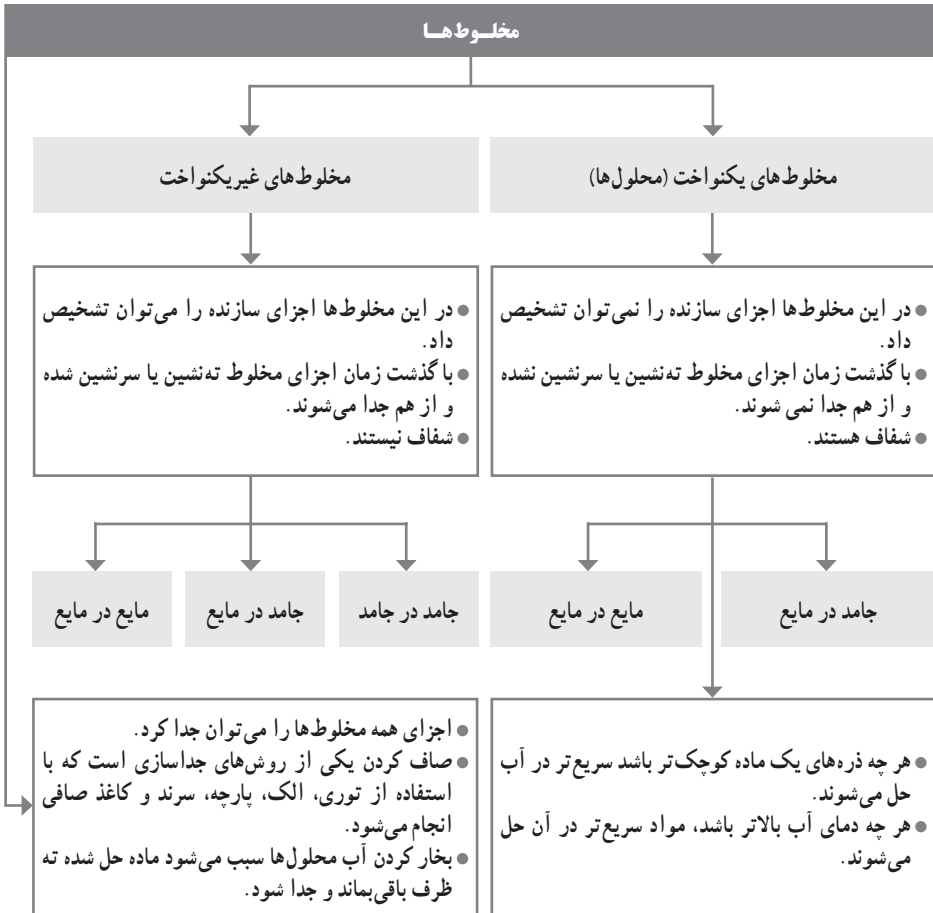 مخلــوط‌هــا
مخلوط‌های یکنواخت (محلول‌ها)
مخلوط‌های غیریکنواخت
● در این مخلوط‌ها اجزای سازنده را نمی‌توان تشخیص
داد.
● با گذشت زمان اجزای مخلوط ته‌نشین یا سرنشین نشده
و از هم جدا نمی شوند.
● شفاف هستند.
● در این مخلوط‌ها اجزای سازنده را می‌توان تشخیص
داد.
● با گذشت زمان اجزای مخلوط ته‌نشین یا سرنشین شده
و از هم جدا می‌شوند.
● شفاف نیستند.
جامد در مایع
مایع در مایع
جامد در جامد
جامد در مایع
مایع در مایع
● هر چه ذره‌های یک ماده کوچک‌تر باشد سریع‌تر در آب
حل می‌شوند.
● هر چه دمای آب بالاتر باشد، مواد سریع‌تر در آن حل
می‌شوند.
● اجزای همه مخلوط‌ها را می‌توان جدا کرد.
● صاف کردن یکی از روش‌های جداسازی است که با
استفاده از توری، الک، پارچه، سرند و کاغذ صافی
انجام می‌شود.
● بخار کردن آب محلول‌ها سبب می‌شود ماده حل شده ته
ظرف باقی‌بماند و جدا شود.